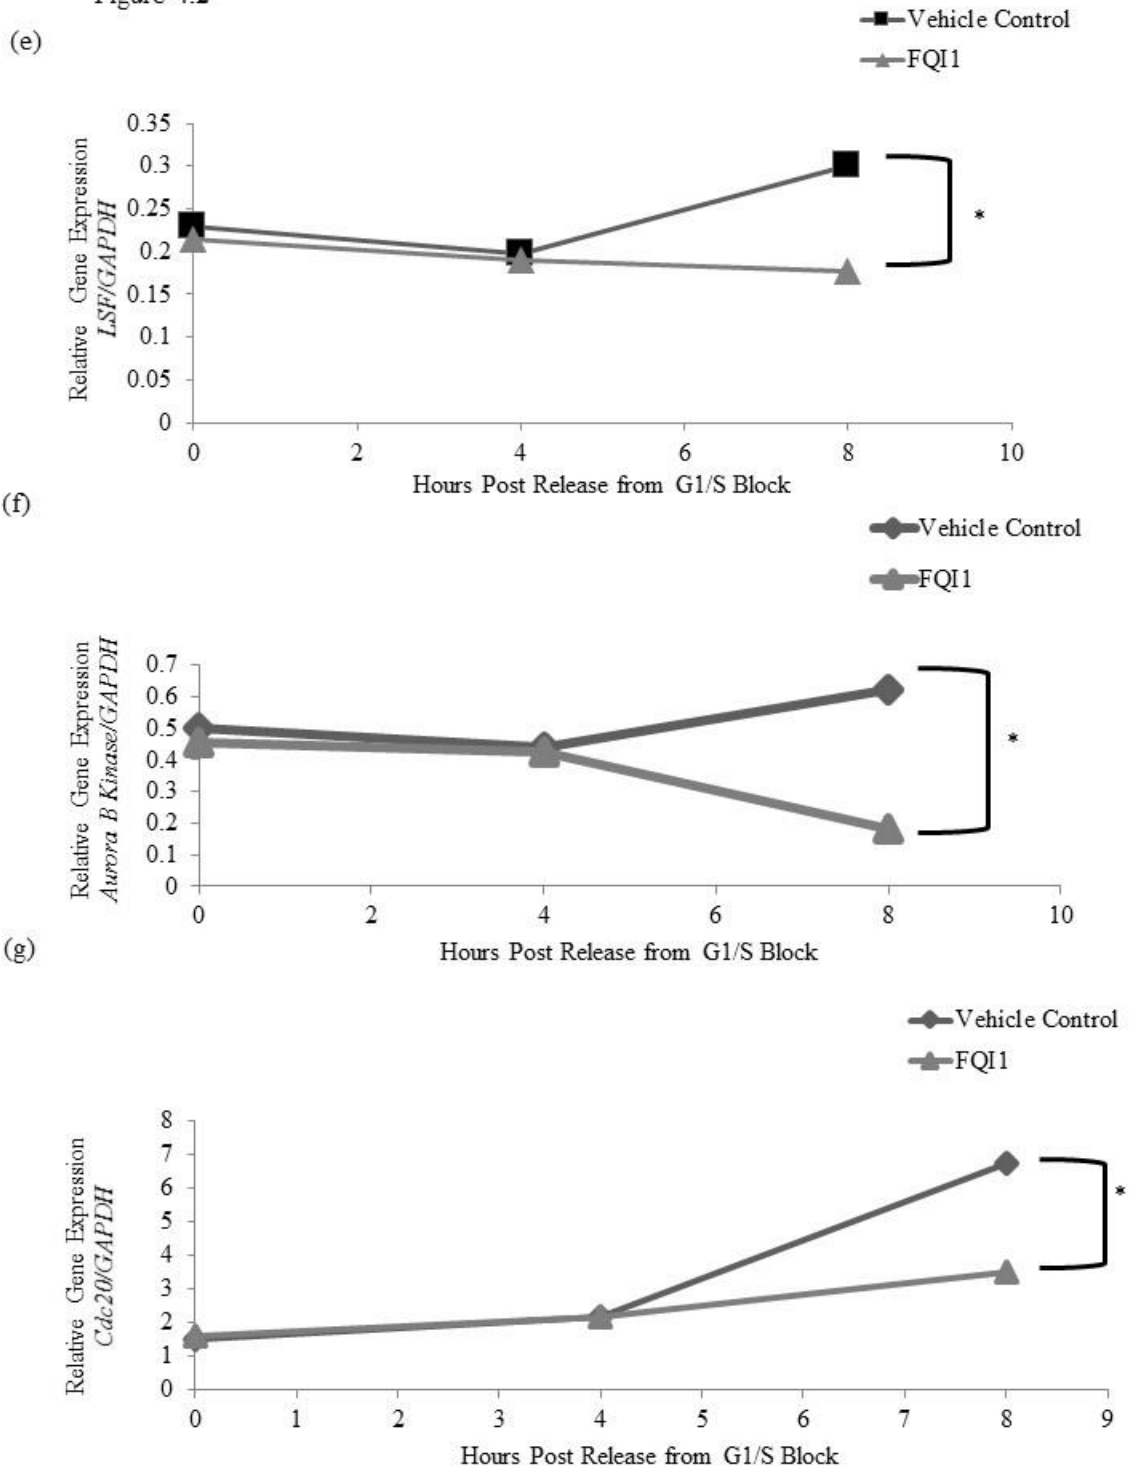 Figure 4.2
(e)
Vehicle Control
FQI1
Relative Gene Expression
LSF/GAPDH
0.35
0.3
0.25
0.2
0.15
0.1
0.05
0
*
0 2 4 6 8 10
Hours Post Release from G1/S Block
(f)
Vehicle Control
FQI1
Relative Gene Expression
Aurora B Kinase/GAPDH
0.7
0.6
0.5
0.4
0.3
0.2
0.1
0
*
0 2 4 6 8 10
Hours Post Release from G1/S Block
(g)
Vehicle Control
FQI1
Relative Gene Expression
Cdc20/GAPDH
8
7
6
5
4
3
2
1
0
*
0 1 2 3 4 5 6 7 8 9
Hours Post Release from G1/S Block